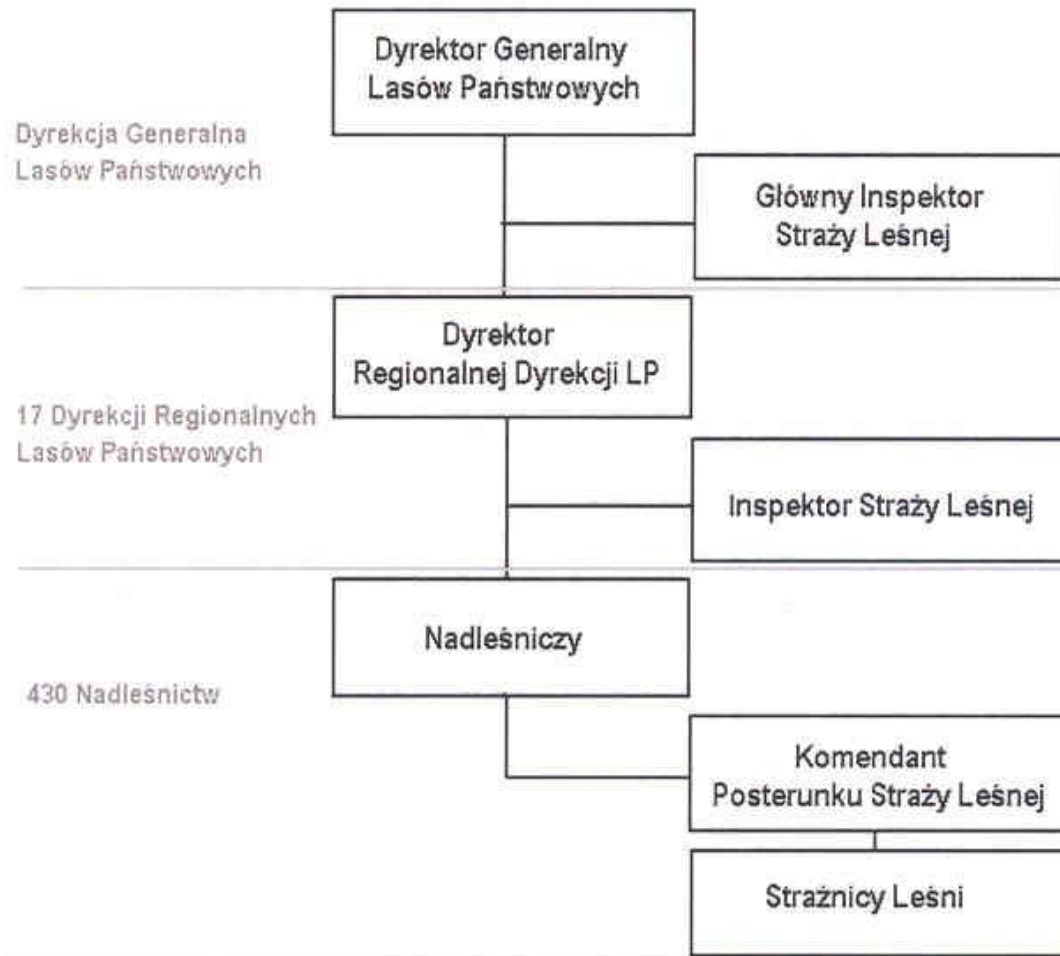 Dyrektor Generalny
Lasów Państwowych
Dyrekcja Generalna
Lasów Państwowych
Główny Inspektor
Straży Leśnej
Dyrektor
Regionalnej Dyrekcji LP
17 Dyrekcji Regionalnych
Lasów Państwowych
Inspektor Straży Leśnej
Nadleśniczy
430 Nadleśnictw
Komendant
Posterunku Straży Leśnej
Strażnicy Leśni